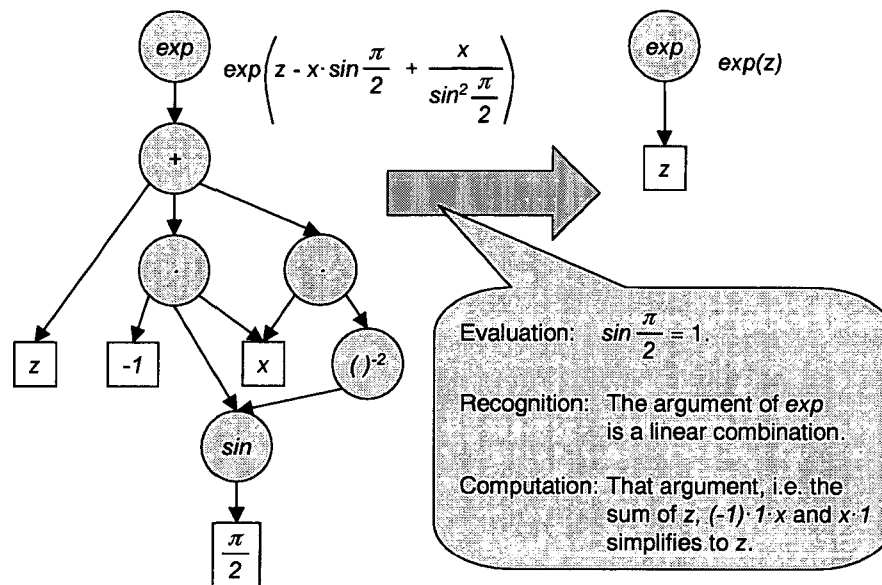 exp
exp(z - x·sin π/2 + x/sin² π/2)
exp
exp(z)
+
z
·
·
z
-1
x
( )⁻²
sin
π/2
Evaluation: sin π/2 = 1.
Recognition: The argument of exp
is a linear combination.
Computation: That argument, i.e. the
sum of z, (-1)·1·x and x·1
simplifies to z.